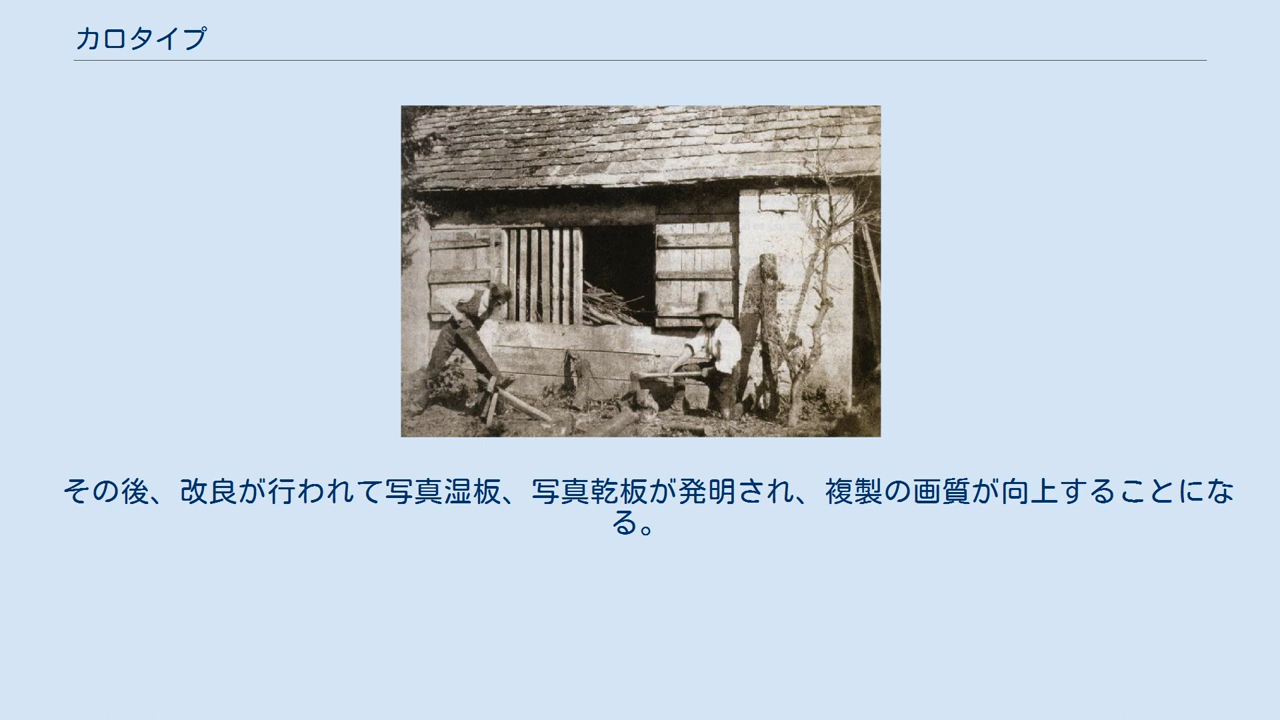 カロタイプ
その後、改良が行われて写真湿板、写真乾板が発明され、複製の画質が向上することにな
る。